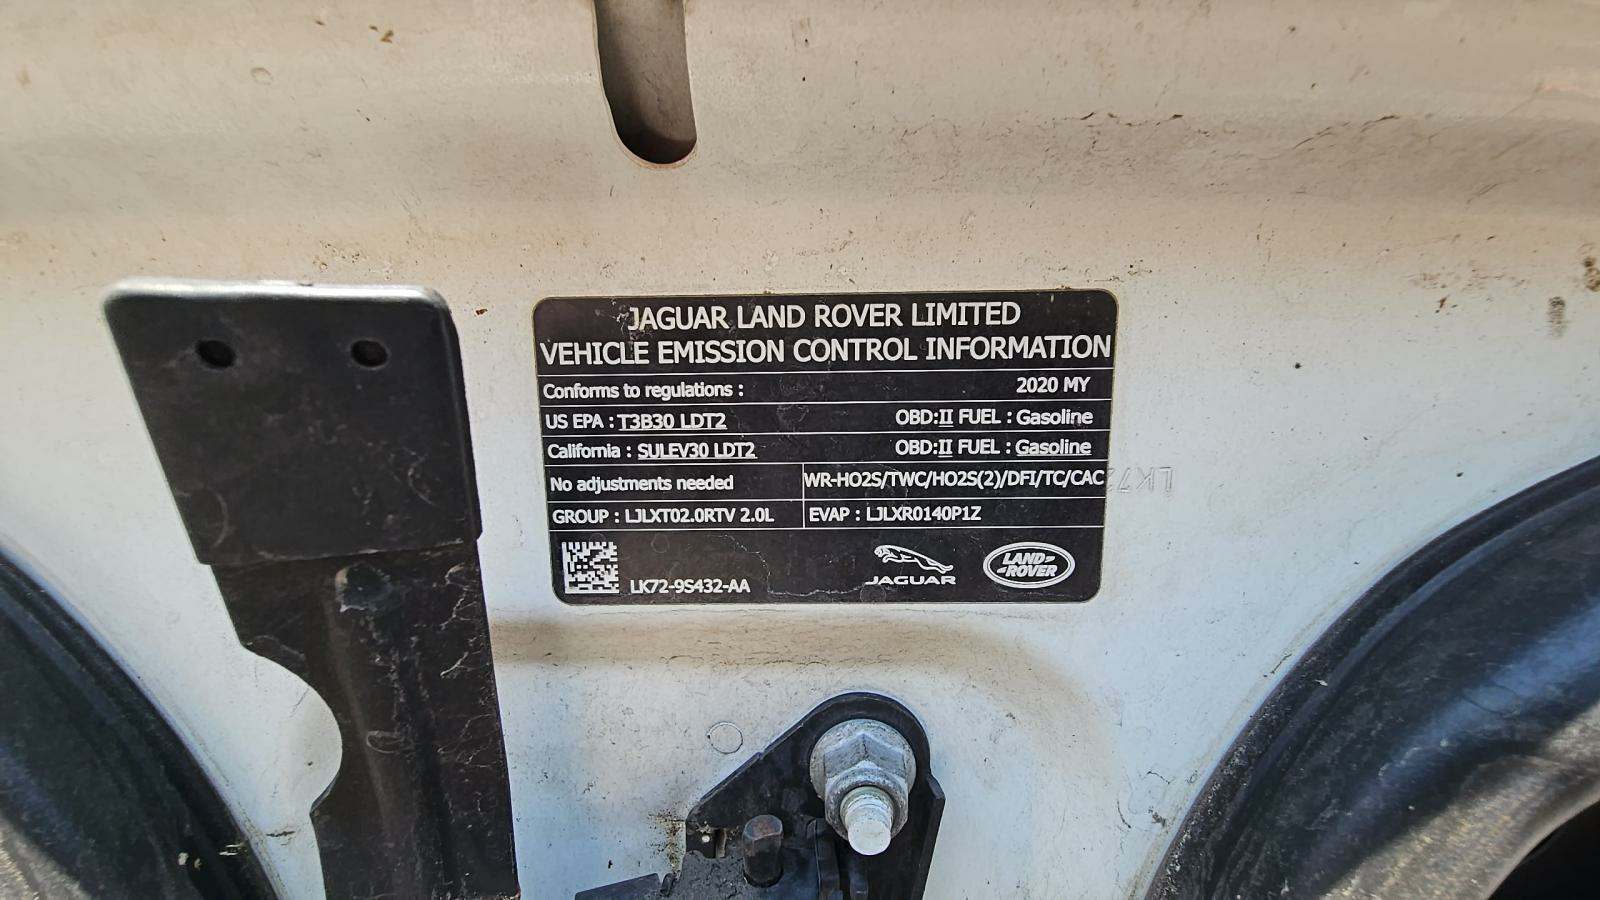 JAGUAR LAND ROVER LIMITED
VEHICLE EMISSION CONTROL INFORMATION
Conforms to regulations : 2020 MY
US EPA : T3B30 LDT2 OBD:II FUEL : Gasoline
California : SULEV30 LDT2 OBD:II FUEL : Gasoline
No adjustments needed WR-HO2S/TWC/HO2S(2)/DFI/TC/CAC
GROUP : LJLXT02.0RTV 2.0L EVAP : LJLXR0140P1Z
LK72-9S432-AA JAGUAR LAND ROVER